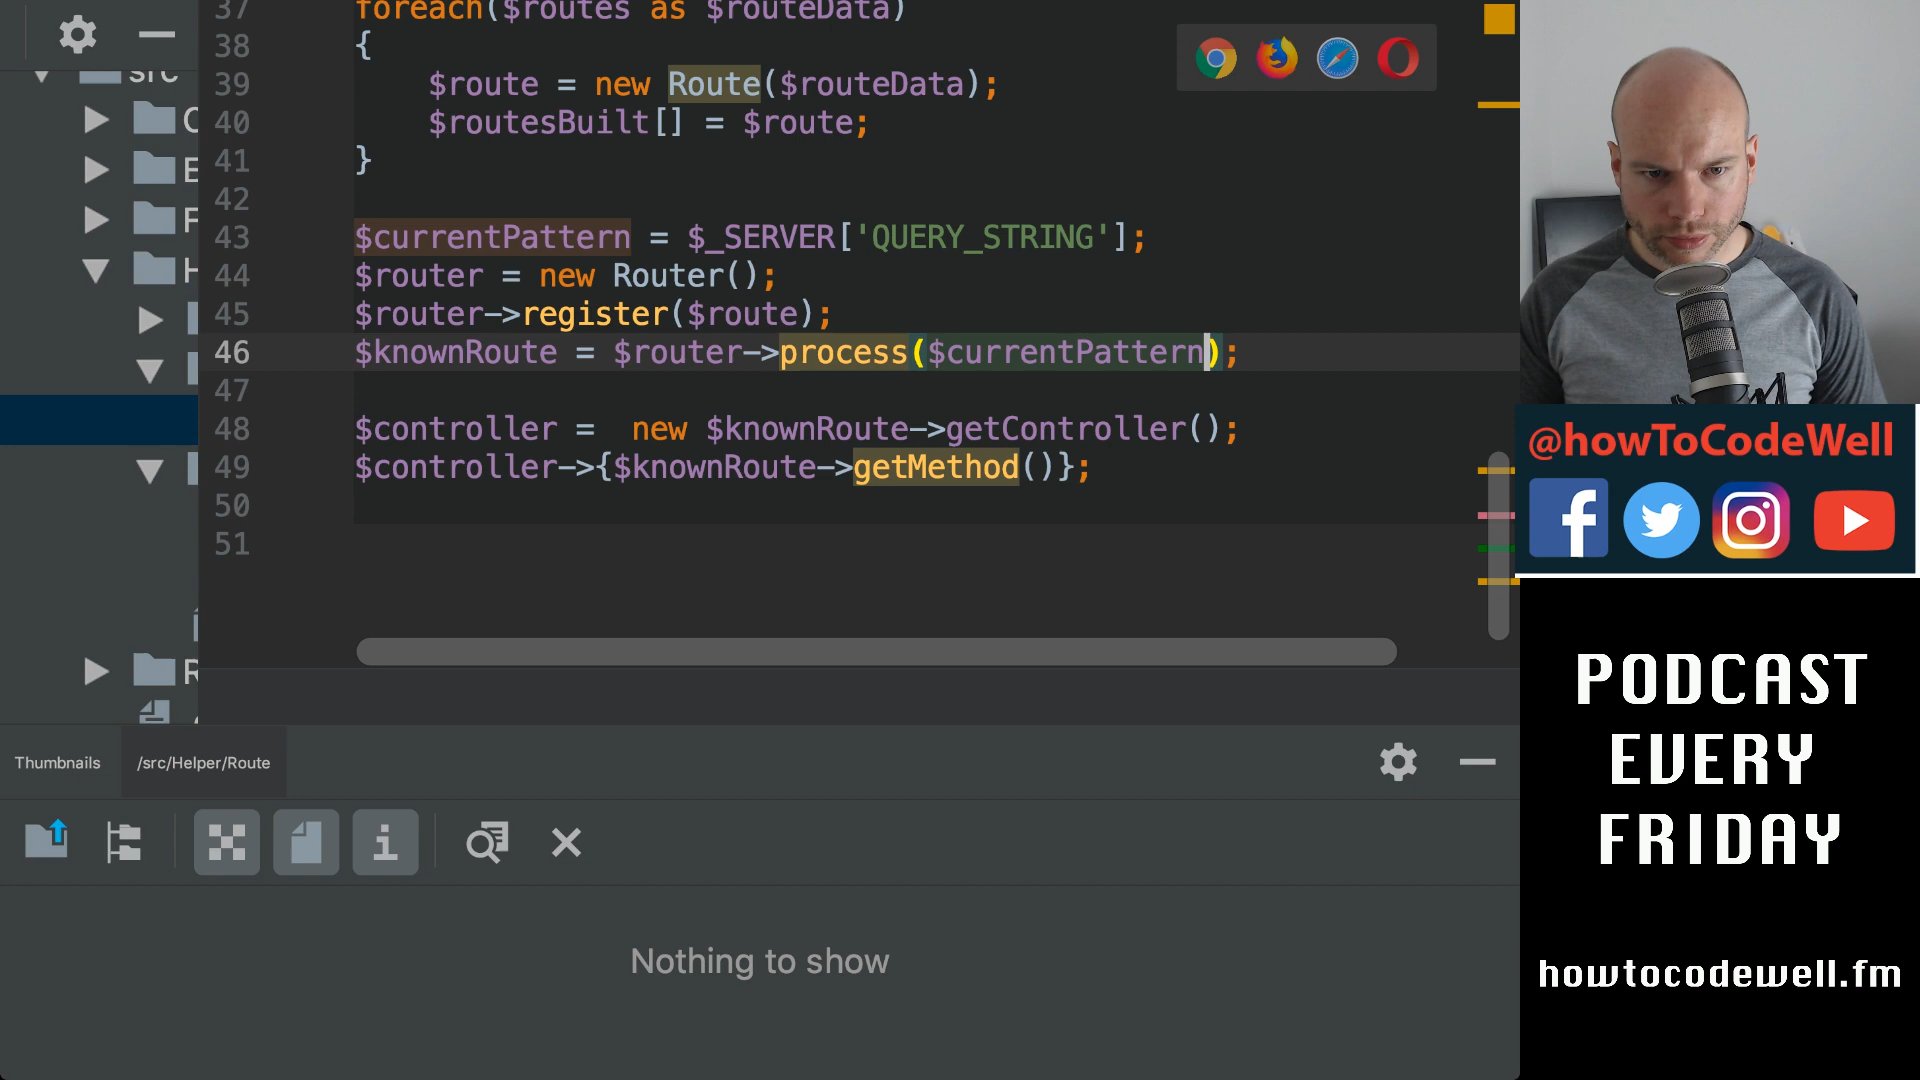 src
37 foreach($routes as $routeData)
38 {
39 $route = new Route($routeData);
40 $routesBuilt[] = $route;
41 }
42
43 $currentPattern = $_SERVER['QUERY_STRING'];
44 $router = new Router();
45 $router->register($route);
46 $knownRoute = $router->process($currentPattern);
47
48 $controller =  new $knownRoute->getController();
49 $controller->{$knownRoute->getMethod()};
50
51
E
F
H
R
Thumbnails
/src/Helper/Route
Nothing to show
@howToCodeWell
PODCAST
EVERY
FRIDAY
howtocodewell.fm